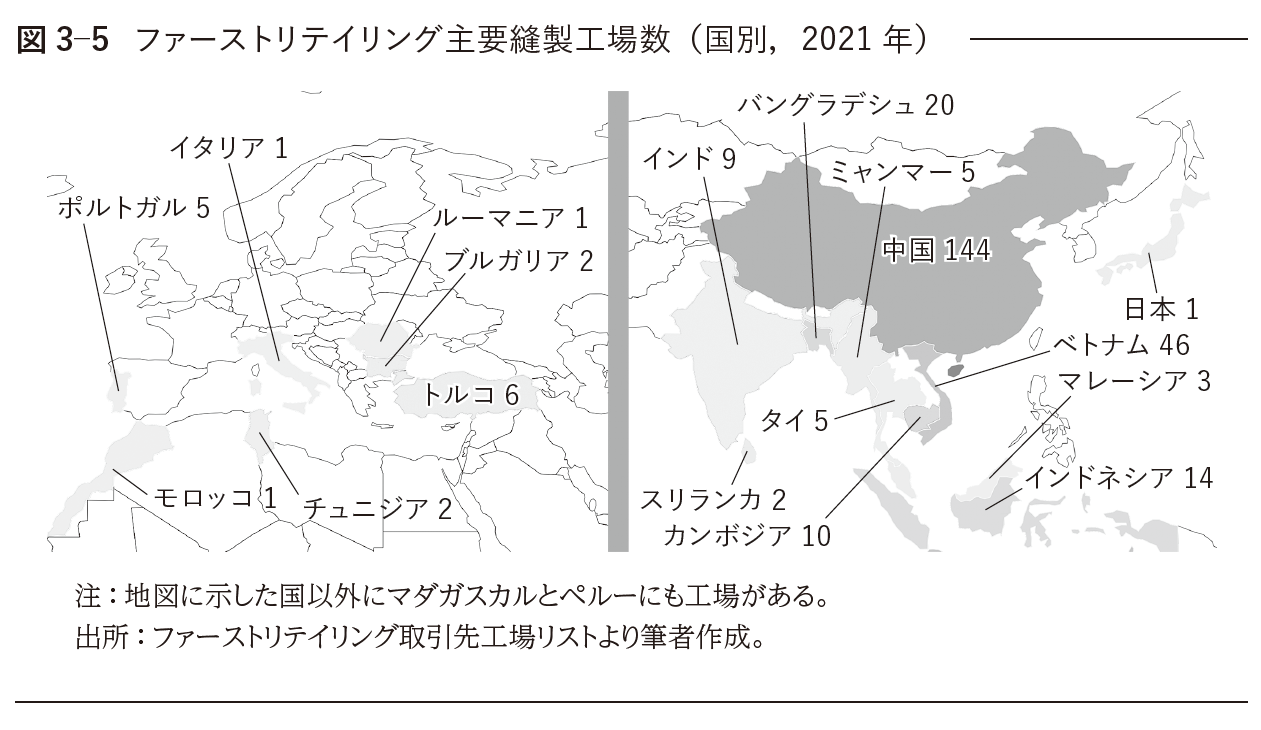 図 3-5 ファーストリテイリング主要縫製工場数(国別, 2021 年)
イタリア 1
ポルトガル 5
ルーマニア 1
ブルガリア 2
トルコ 6
モロッコ 1
チュニジア 2
バングラデシュ 20
インド 9
ミャンマー 5
中国 144
日本 1
ベトナム 46
マレーシア 3
タイ 5
インドネシア 14
スリランカ 2
カンボジア 10
注:地図に示した国以外にマダガスカルとペルーにも工場がある。
出所:ファーストリテイリング取引先工場リストより筆者作成。